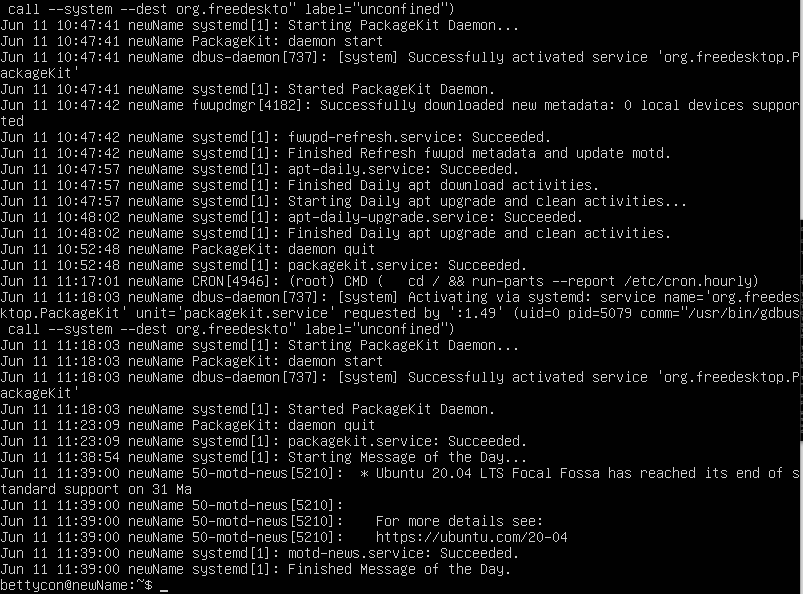 call --system --dest org.freedeskto" label="unconfined")
Jun 11 10:47:41 newName systemd[1]: Starting PackageKit Daemon...
Jun 11 10:47:41 newName PackageKit: daemon start
Jun 11 10:47:41 newName dbus-daemon[737]: [system] Successfully activated service 'org.freedesktop.P
ackageKit'
Jun 11 10:47:41 newName systemd[1]: Started PackageKit Daemon.
Jun 11 10:47:42 newName fwupdmgr[4182]: Successfully downloaded new metadata: 0 local devices suppor
ted
Jun 11 10:47:42 newName systemd[1]: fwupd-refresh.service: Succeeded.
Jun 11 10:47:42 newName systemd[1]: Finished Refresh fwupd metadata and update motd.
Jun 11 10:47:57 newName systemd[1]: apt-daily.service: Succeeded.
Jun 11 10:47:57 newName systemd[1]: Finished Daily apt download activities.
Jun 11 10:47:57 newName systemd[1]: Starting Daily apt upgrade and clean activities...
Jun 11 10:48:02 newName systemd[1]: apt-daily-upgrade.service: Succeeded.
Jun 11 10:48:02 newName systemd[1]: Finished Daily apt upgrade and clean activities.
Jun 11 10:52:48 newName PackageKit: daemon quit
Jun 11 10:52:48 newName systemd[1]: packagekit.service: Succeeded.
Jun 11 11:17:01 newName CRON[4946]: (root) CMD (   cd / && run-parts --report /etc/cron.hourly)
Jun 11 11:18:03 newName dbus-daemon[737]: [system] Activating via systemd: service name='org.freedes
ktop.PackageKit' unit='packagekit.service' requested by ':1.49' (uid=0 pid=5079 comm="/usr/bin/gdbus
 call --system --dest org.freedeskto" label="unconfined")
Jun 11 11:18:03 newName systemd[1]: Starting PackageKit Daemon...
Jun 11 11:18:03 newName PackageKit: daemon start
Jun 11 11:18:03 newName dbus-daemon[737]: [system] Successfully activated service 'org.freedesktop.P
ackageKit'
Jun 11 11:18:03 newName systemd[1]: Started PackageKit Daemon.
Jun 11 11:23:09 newName PackageKit: daemon quit
Jun 11 11:23:09 newName systemd[1]: packagekit.service: Succeeded.
Jun 11 11:38:54 newName systemd[1]: Starting Message of the Day...
Jun 11 11:39:00 newName 50-motd-news[5210]:  * Ubuntu 20.04 LTS Focal Fossa has reached its end of s
tandard support on 31 Ma
Jun 11 11:39:00 newName 50-motd-news[5210]:
Jun 11 11:39:00 newName 50-motd-news[5210]:    For more details see:
Jun 11 11:39:00 newName 50-motd-news[5210]:    https://ubuntu.com/20-04
Jun 11 11:39:00 newName systemd[1]: motd-news.service: Succeeded.
Jun 11 11:39:00 newName systemd[1]: Finished Message of the Day.
bettycon@newName:~$ _